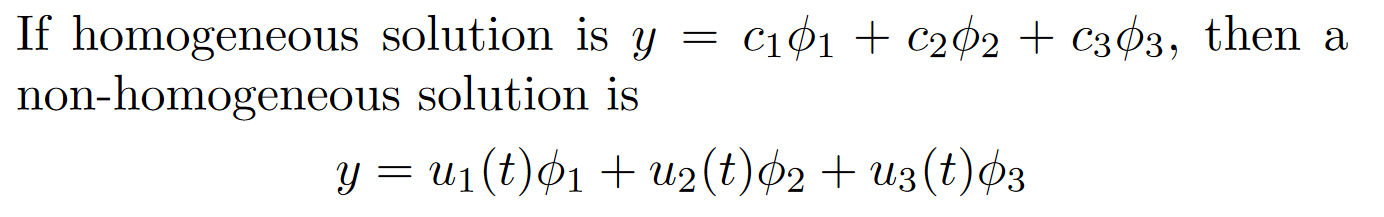 If homogeneous solution is y = c₁ϕ₁ + c₂ϕ₂ + c₃ϕ₃, then a
non-homogeneous solution is
y = u₁(t)ϕ₁ + u₂(t)ϕ₂ + u₃(t)ϕ₃